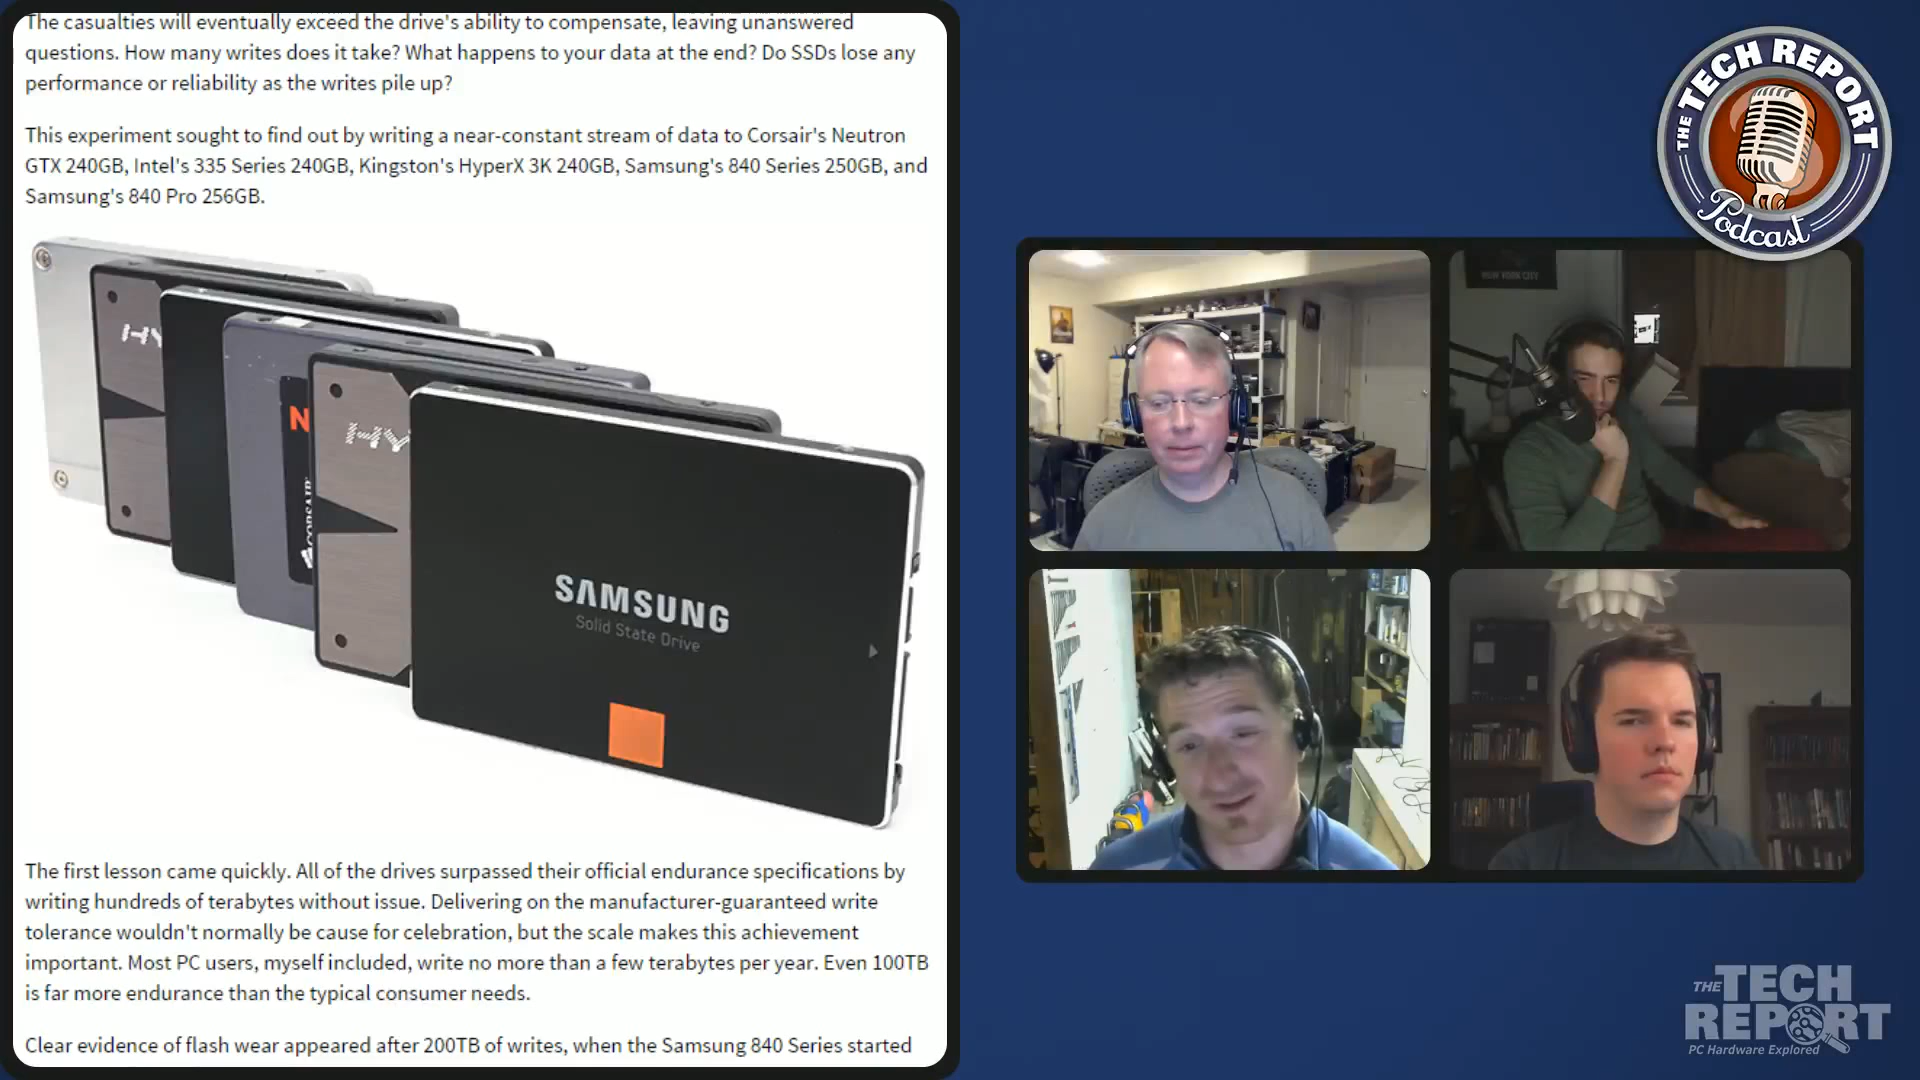 The casualties will eventually exceed the drive's ability to compensate, leaving unanswered
questions. How many writes does it take? What happens to your data at the end? Do SSDs lose any
performance or reliability as the writes pile up?
This experiment sought to find out by writing a near-constant stream of data to Corsair's Neutron
GTX 240GB, Intel's 335 Series 240GB, Kingston's HyperX 3K 240GB, Samsung's 840 Series 250GB, and
Samsung's 840 Pro 256GB.
HY
N
CORSAIR
HY
SAMSUNG
Solid State Drive
The first lesson came quickly. All of the drives surpassed their official endurance specifications by
writing hundreds of terabytes without issue. Delivering on the manufacturer-guaranteed write
tolerance wouldn't normally be cause for celebration, but the scale makes this achievement
important. Most PC users, myself included, write no more than a few terabytes per year. Even 100TB
is far more endurance than the typical consumer needs.
Clear evidence of flash wear appeared after 200TB of writes, when the Samsung 840 Series started
THE TECH REPORT
Podcast
NEW YORK CITY
THE TECH
REPORT
PC Hardware Explored